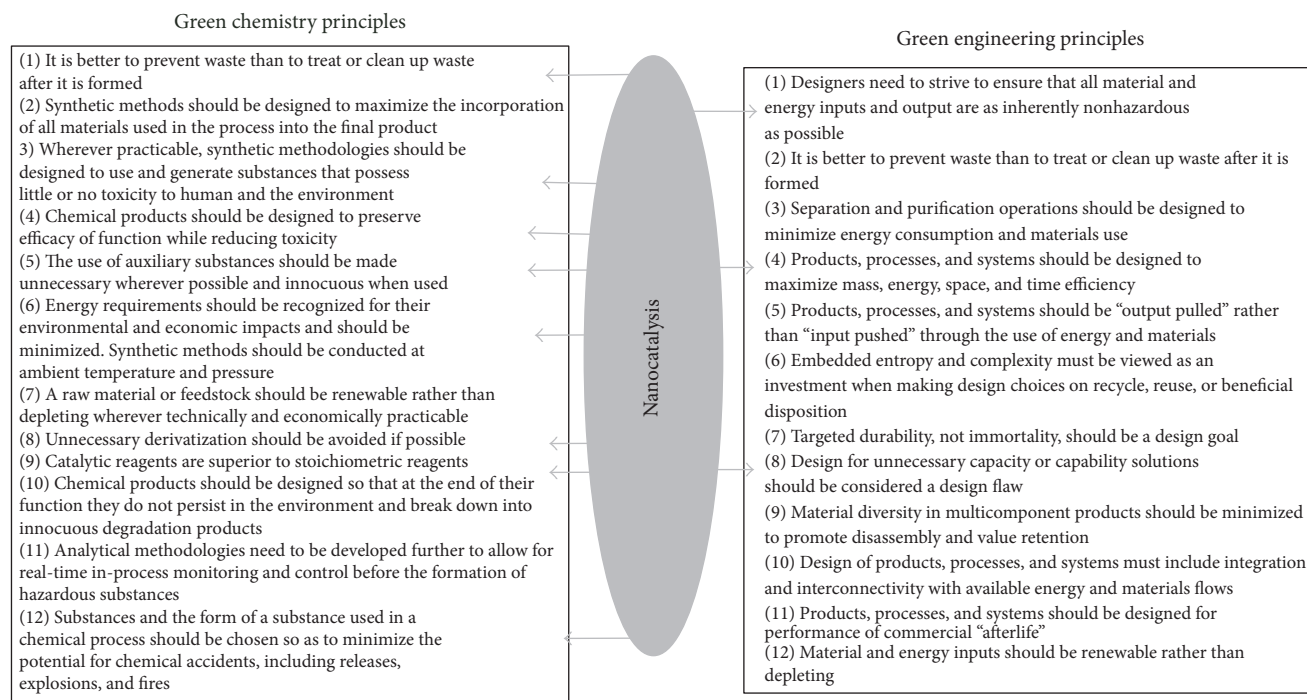 Green chemistry principles
(1) It is better to prevent waste than to treat or clean up waste
after it is formed
(2) Synthetic methods should be designed to maximize the incorporation
of all materials used in the process into the final product
3) Wherever practicable, synthetic methodologies should be
designed to use and generate substances that possess
little or no toxicity to human and the environment
(4) Chemical products should be designed to preserve
efficacy of function while reducing toxicity
(5) The use of auxiliary substances should be made
unnecessary wherever possible and innocuous when used
(6) Energy requirements should be recognized for their
environmental and economic impacts and should be
minimized. Synthetic methods should be conducted at
ambient temperature and pressure
(7) A raw material or feedstock should be renewable rather than
depleting wherever technically and economically practicable
(8) Unnecessary derivatization should be avoided if possible
(9) Catalytic reagents are superior to stoichiometric reagents
(10) Chemical products should be designed so that at the end of their
function they do not persist in the environment and break down into
innocuous degradation products
(11) Analytical methodologies need to be developed further to allow for
real-time in-process monitoring and control before the formation of
hazardous substances
(12) Substances and the form of a substance used in a
chemical process should be chosen so as to minimize the
potential for chemical accidents, including releases,
explosions, and fires
Nanocatalysis
Green engineering principles
(1) Designers need to strive to ensure that all material and
energy inputs and output are as inherently nonhazardous
as possible
(2) It is better to prevent waste than to treat or clean up waste after it is
formed
(3) Separation and purification operations should be designed to
minimize energy consumption and materials use
(4) Products, processes, and systems should be designed to
maximize mass, energy, space, and time efficiency
(5) Products, processes, and systems should be “output pulled” rather
than “input pushed” through the use of energy and materials
(6) Embedded entropy and complexity must be viewed as an
investment when making design choices on recycle, reuse, or beneficial
disposition
(7) Targeted durability, not immortality, should be a design goal
(8) Design for unnecessary capacity or capability solutions
should be considered a design flaw
(9) Material diversity in multicomponent products should be minimized
to promote disassembly and value retention
(10) Design of products, processes, and systems must include integration
and interconnectivity with available energy and materials flows
(11) Products, processes, and systems should be designed for
performance of commercial “afterlife”
(12) Material and energy inputs should be renewable rather than
depleting